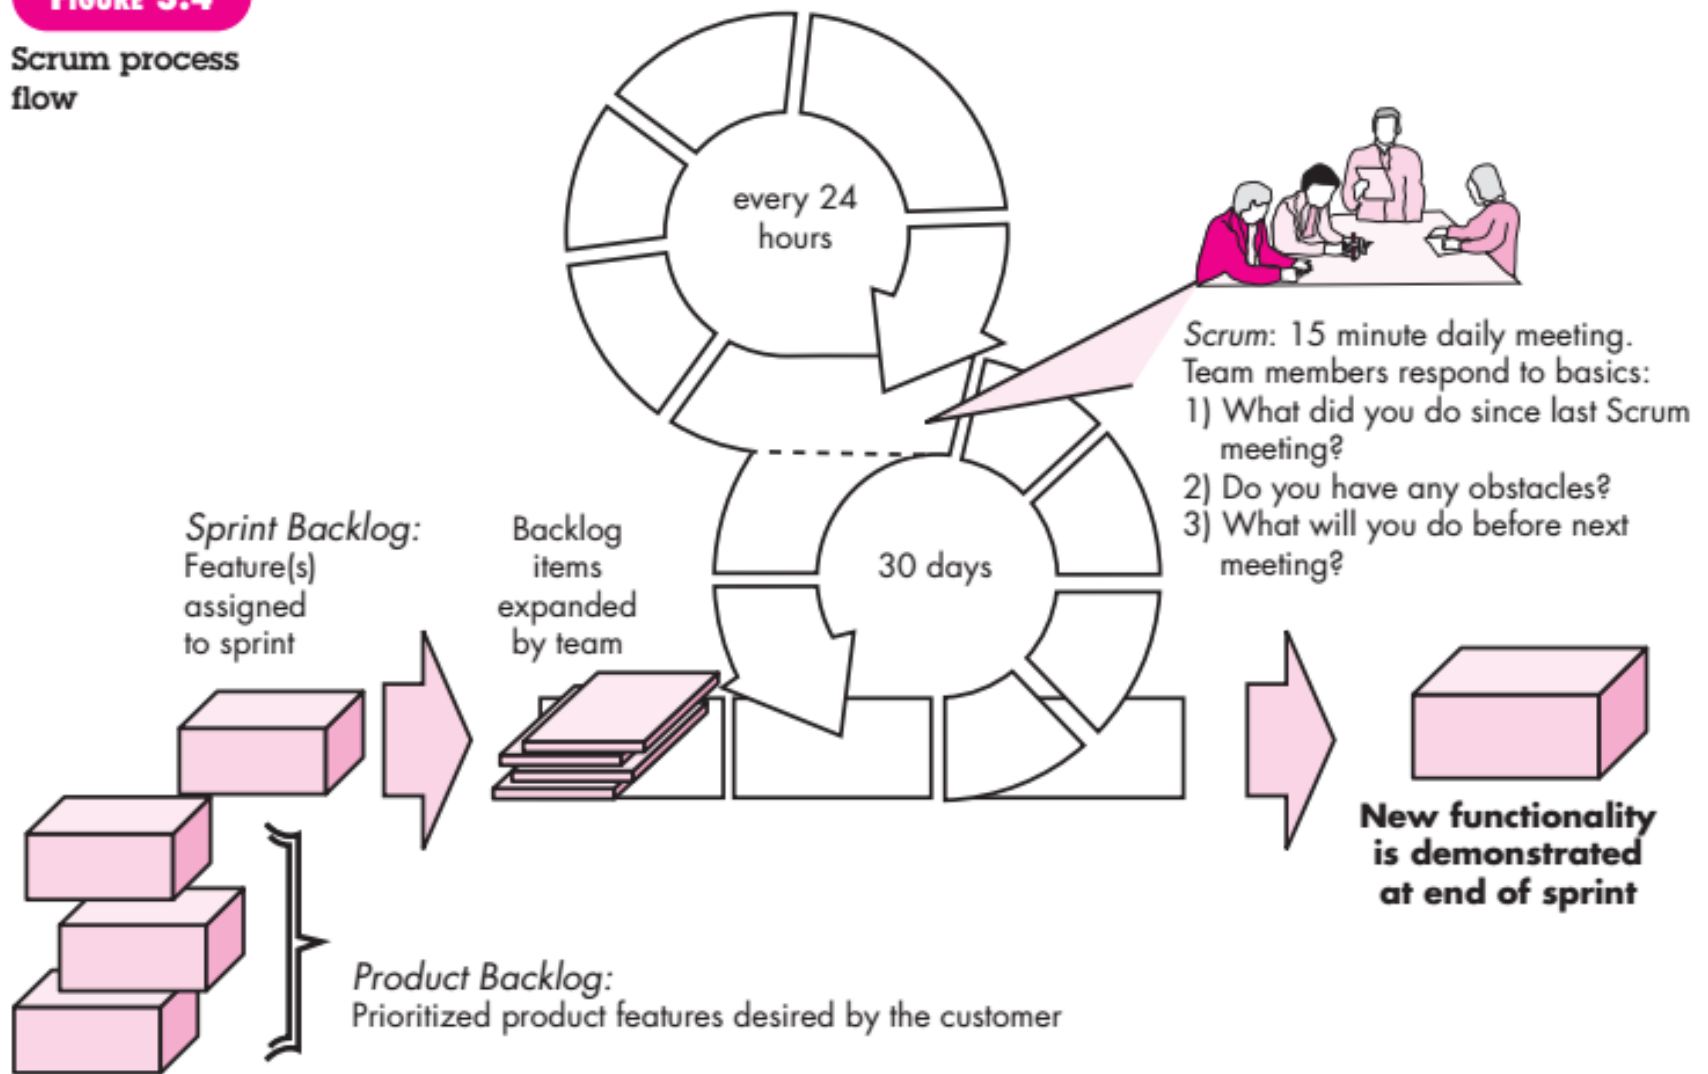 FIGURE 3.4
Scrum process
flow
every 24
hours
Scrum: 15 minute daily meeting.
Team members respond to basics:
1) What did you do since last Scrum
meeting?
2) Do you have any obstacles?
3) What will you do before next
meeting?
30 days
Sprint Backlog:
Feature(s)
assigned
to sprint
Backlog
items
expanded
by team
New functionality
is demonstrated
at end of sprint
Product Backlog:
Prioritized product features desired by the customer